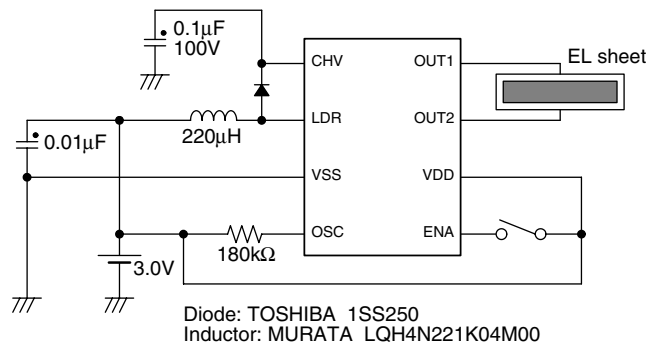 0.1µF
100V
CHV
OUT1
EL sheet
LDR
OUT2
220µH
0.01µF
VSS
VDD
OSC
ENA
180kΩ
3.0V
Diode: TOSHIBA 1SS250
Inductor: MURATA LQH4N221K04M00